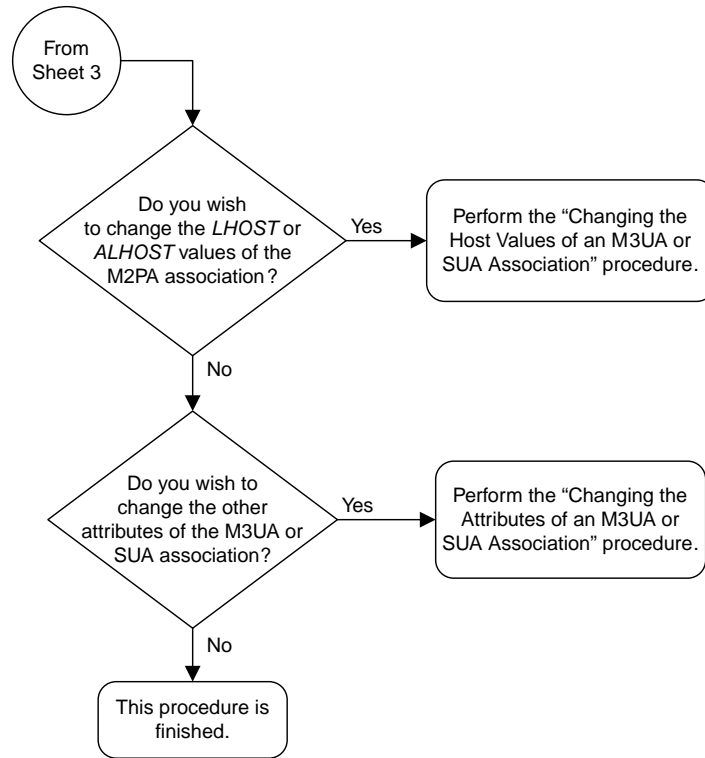 From
Sheet 3
Do you wish
to change the LHOST or
ALHOST values of the
M2PA association?
Yes
Perform the “Changing the
Host Values of an M3UA or
SUA Association” procedure.
No
Do you wish to
change the other
attributes of the M3UA or
SUA association?
Yes
Perform the “Changing the
Attributes of an M3UA or
SUA Association” procedure.
No
This procedure is
finished.